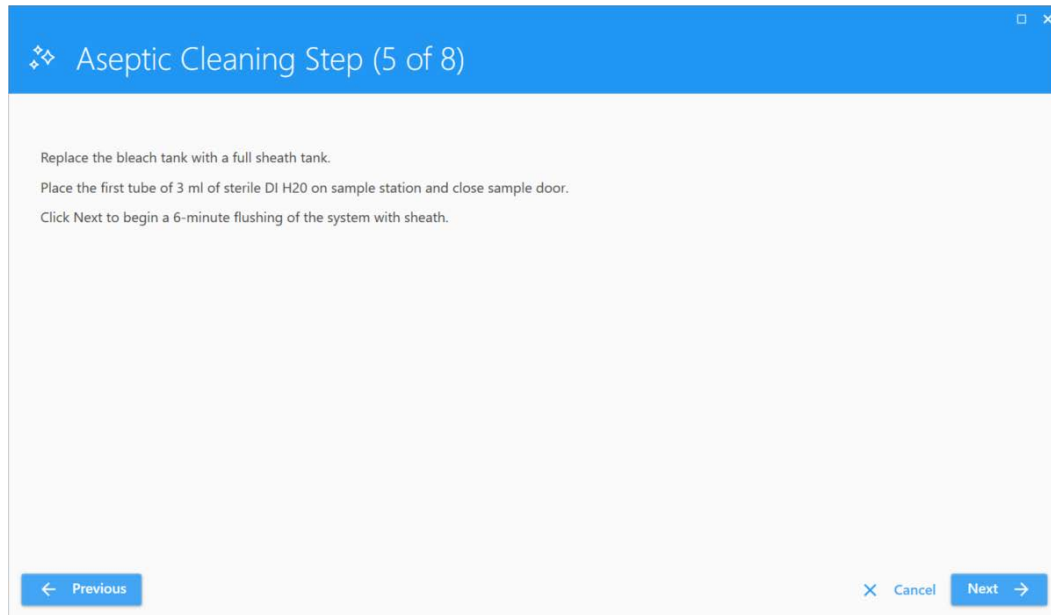 Aseptic Cleaning Step (5 of 8)
Replace the bleach tank with a full sheath tank.
Place the first tube of 3 ml of sterile DI H20 on sample station and close sample door.
Click Next to begin a 6-minute flushing of the system with sheath.
Previous
Cancel
Next